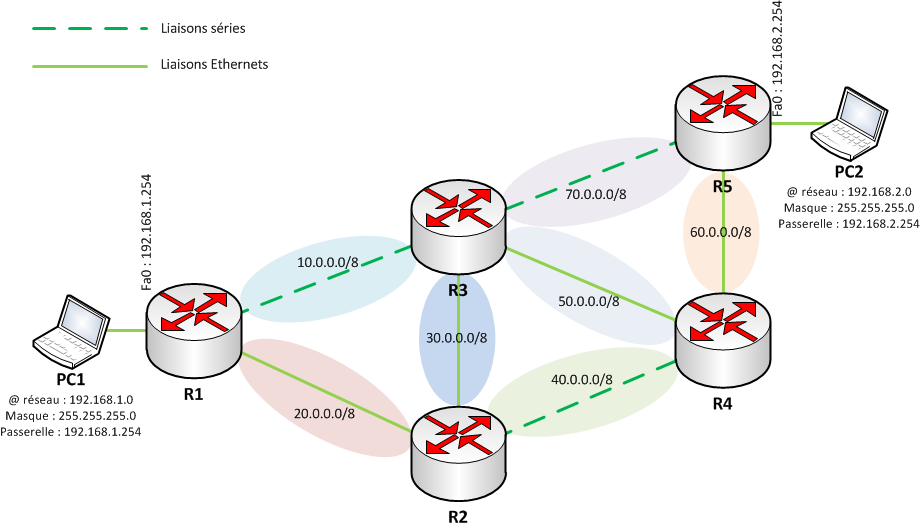 Liaisons séries
Liaisons Ethernets
Fa0 : 192.168.2.254
R5
PC2
@ réseau : 192.168.2.0
Masque : 255.255.255.0
Passerelle : 192.168.2.254
70.0.0.0/8
60.0.0.0/8
Fa0 : 192.168.1.254
10.0.0.0/8
R3
50.0.0.0/8
30.0.0.0/8
PC1
@ réseau : 192.168.1.0
Masque : 255.255.255.0
Passerelle : 192.168.1.254
R1
20.0.0.0/8
40.0.0.0/8
R4
R2